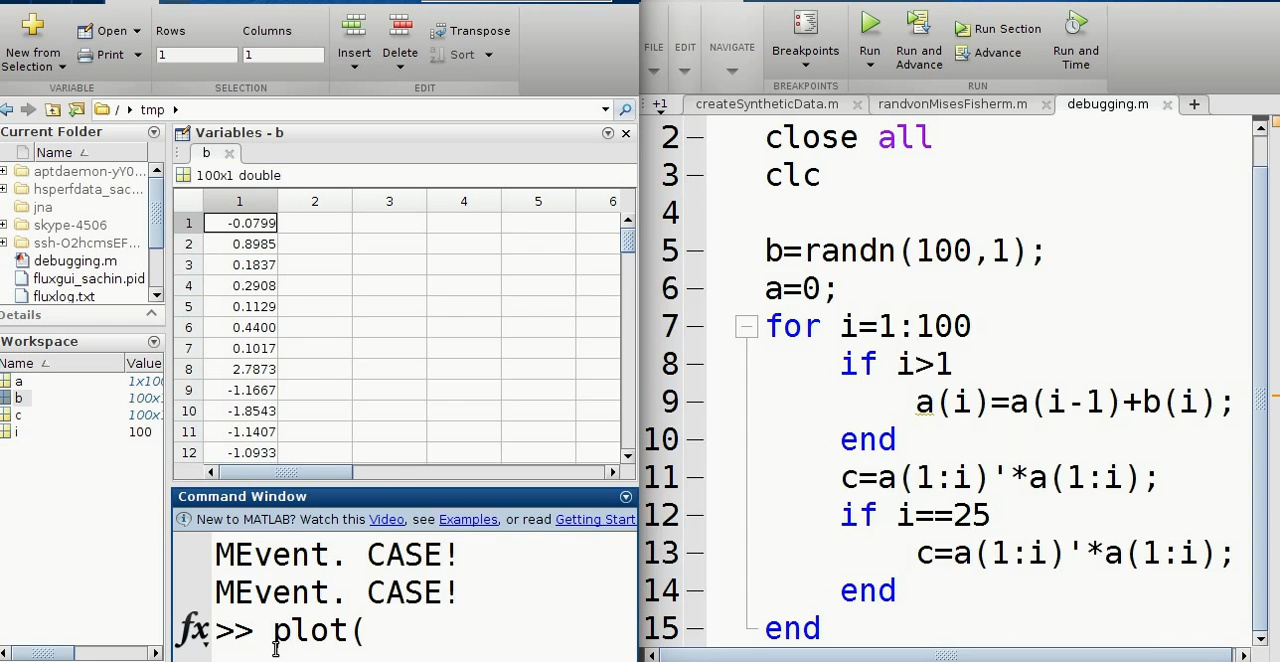 New from
Selection
Open
Print
Rows
Columns
1
1
Insert
Delete
Transpose
Sort
VARIABLE
SELECTION
EDIT
/ tmp
Current Folder
Name
aptdaemon-yY0...
hsperfdata_sac...
jna
skype-4506
ssh-O2hcmsEF...
debugging.m
fluxgui_sachin.pid
fluxlog.txt
Details
Workspace
Name Value
a 1x100
b 100x1
c 100x1
i 100
Variables - b
b
100x1 double
1 2 3 4 5 6
1 -0.0799
2 0.8985
3 0.1837
4 0.2908
5 0.1129
6 0.4400
7 0.1017
8 2.7873
9 -1.1667
10 -1.8543
11 -1.1407
12 -1.0933
Command Window
New to MATLAB? Watch this Video, see Examples, or read Getting Start
MEvent. CASE!
MEvent. CASE!
fx >> plot(
FILE
EDIT
NAVIGATE
Breakpoints
Run
Run and
Advance
Run Section
Advance
Run and
Time
BREAKPOINTS
RUN
+1 createSyntheticData.m randvonMisesFisherm.m debugging.m
2 close all
3 clc
4
5 b=randn(100,1);
6 a=0;
7 for i=1:100
8 if i>1
9 a(i)=a(i-1)+b(i);
10 end
11 c=a(1:i)'*a(1:i);
12 if i==25
13 c=a(1:i)'*a(1:i);
14 end
15 end